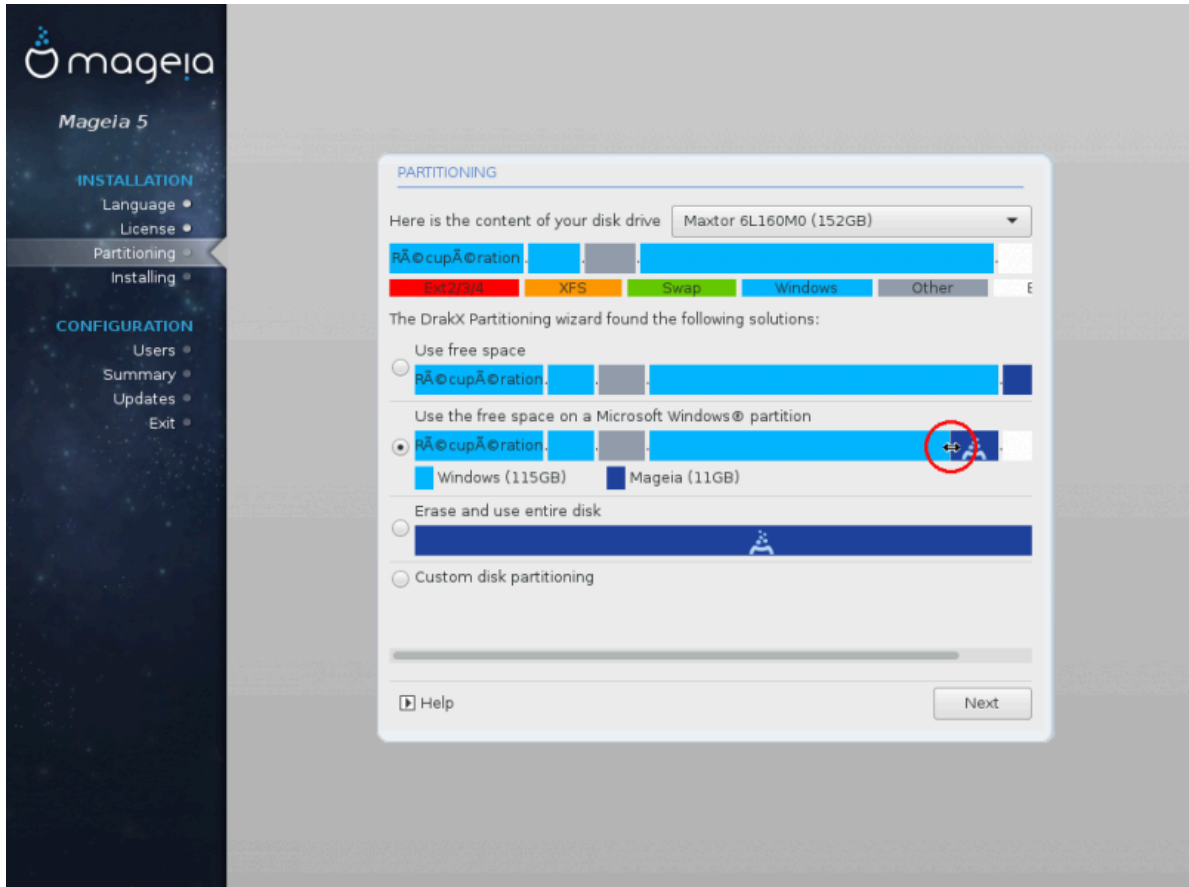 mageia
Mageia 5
INSTALLATION
Language
License
Partitioning
Installing
CONFIGURATION
Users
Summary
Updates
Exit
PARTITIONING
Here is the content of your disk drive Maxtor 6L160M0 (152GB)
RÃ©cupÃ©ration
Ext2/3/4 XFS Swap Windows Other E
The DrakX Partitioning wizard found the following solutions:
Use free space
RÃ©cupÃ©ration
Use the free space on a Microsoft Windows® partition
RÃ©cupÃ©ration
Windows (115GB) Mageia (11GB)
Erase and use entire disk
Custom disk partitioning
Help Next